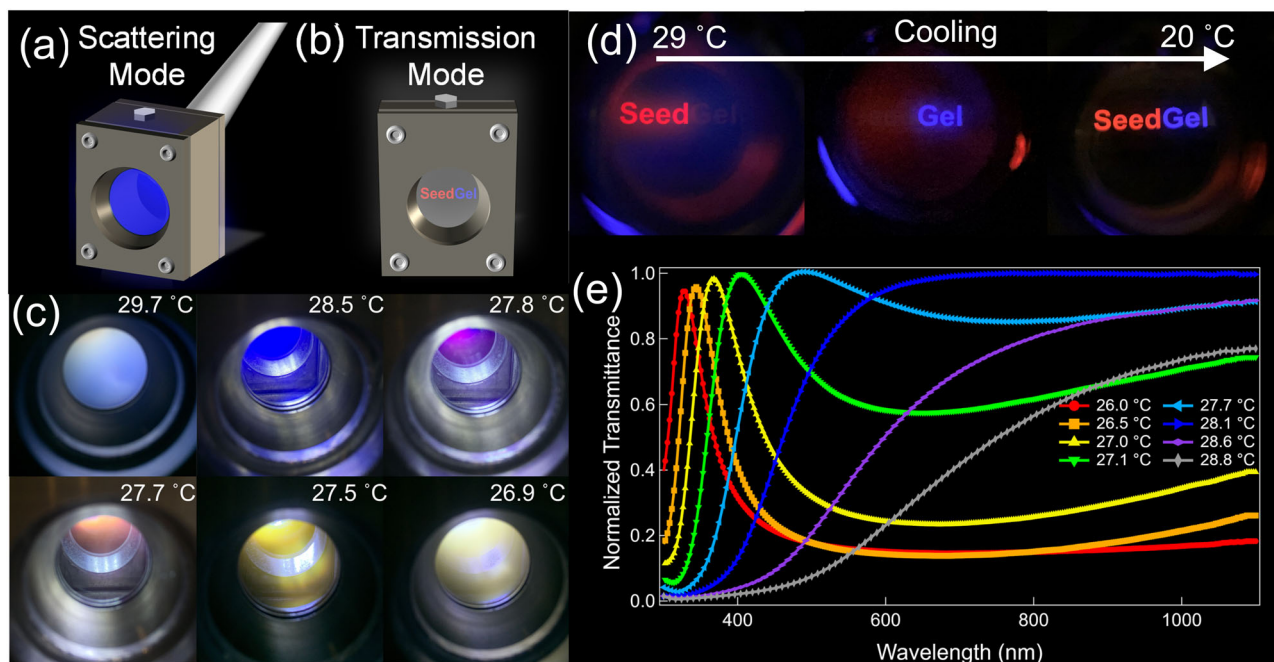 (a)
Scattering
Mode
(b)
Transmission
Mode
SeedGel
(c)
29.7 °C
28.5 °C
27.8 °C
27.7 °C
27.5 °C
26.9 °C
(d)
29 °C
Cooling
20 °C
SeedGel
Gel
SeedGel
(e)
Normalized Transmittance
1.0
0.8
0.6
0.4
0.2
0.0
26.0 °C
26.5 °C
27.0 °C
27.1 °C
27.7 °C
28.1 °C
28.6 °C
28.8 °C
400
600
800
1000
Wavelength (nm)